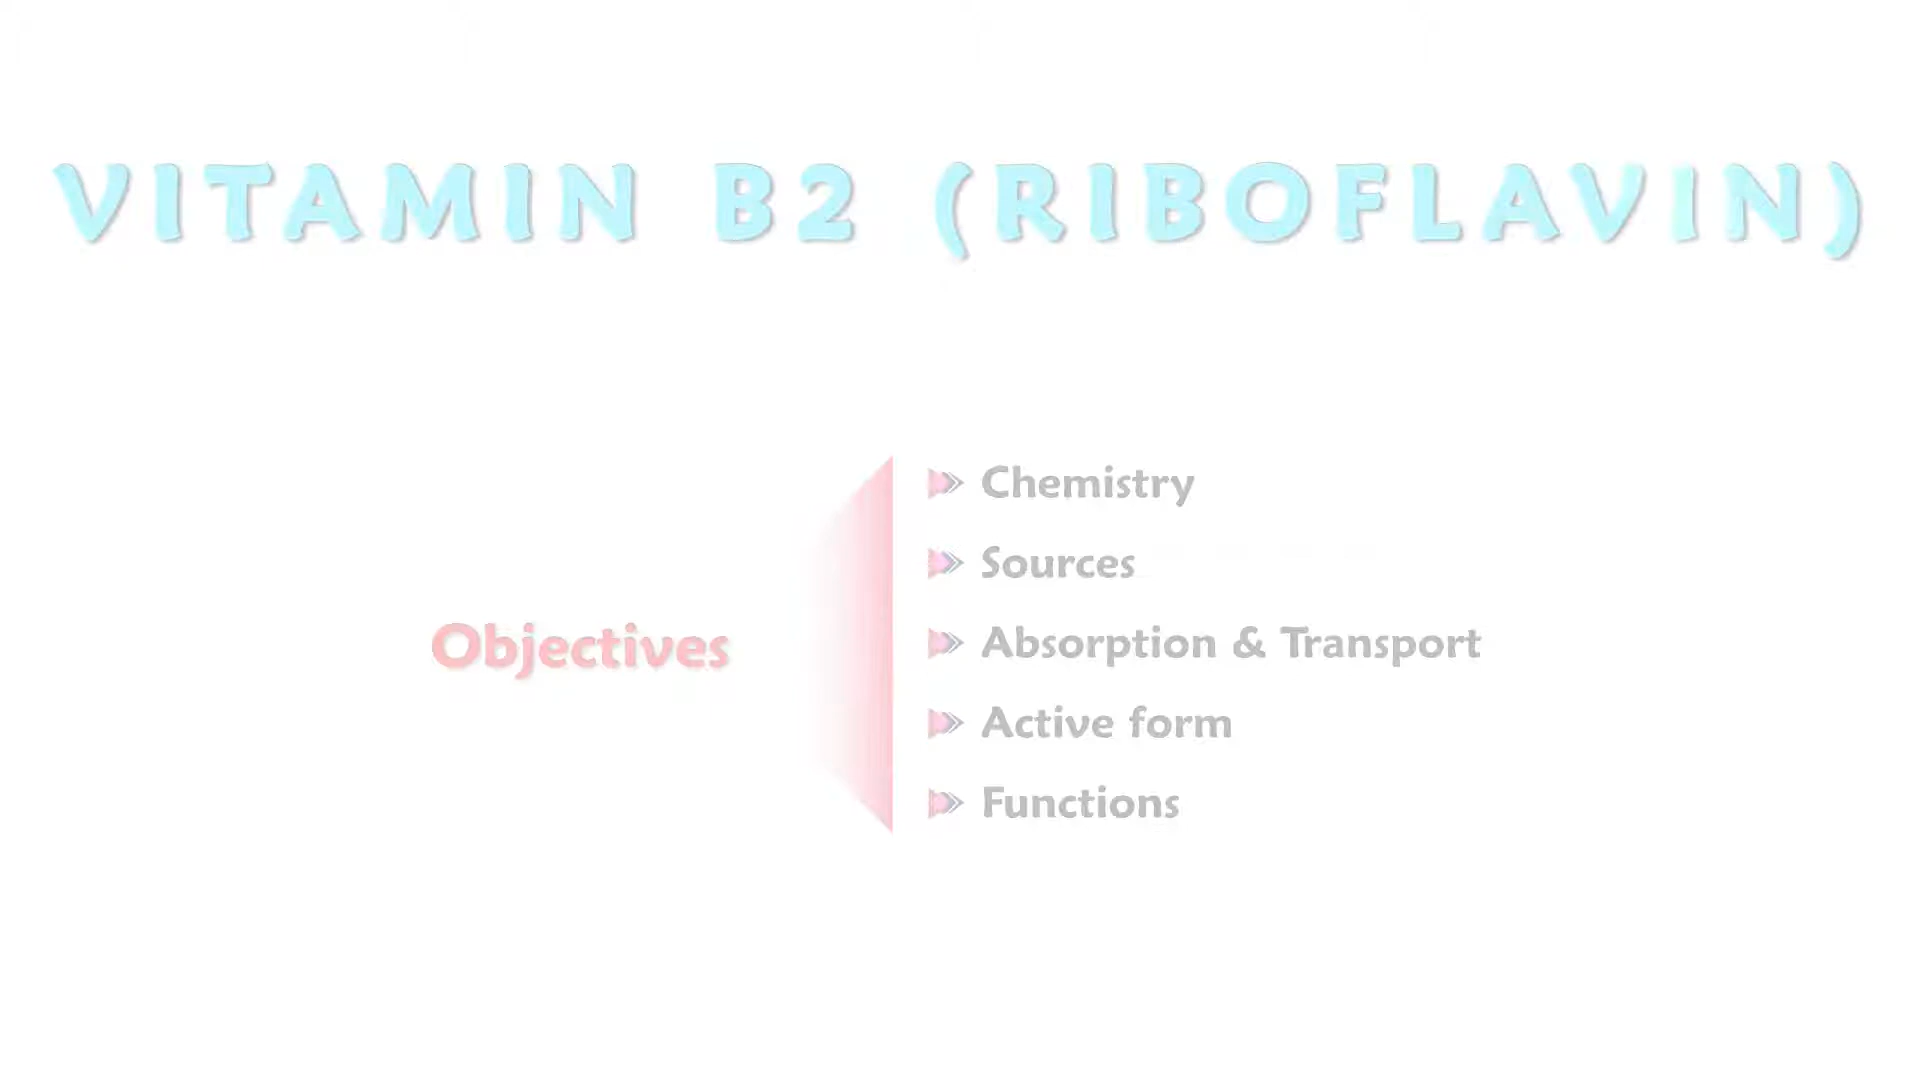 VITAMIN B2 (RIBOFLAVIN)
Objectives
Chemistry
Sources
Absorption & Transport
Active form
Functions